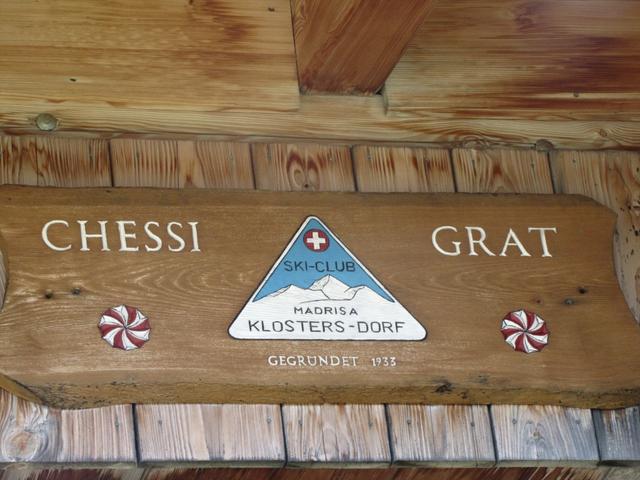 CHESSI GRAT
SKI-CLUB
MADRISA
KLOSTERS-DORF
GEGRÜNDET 1933